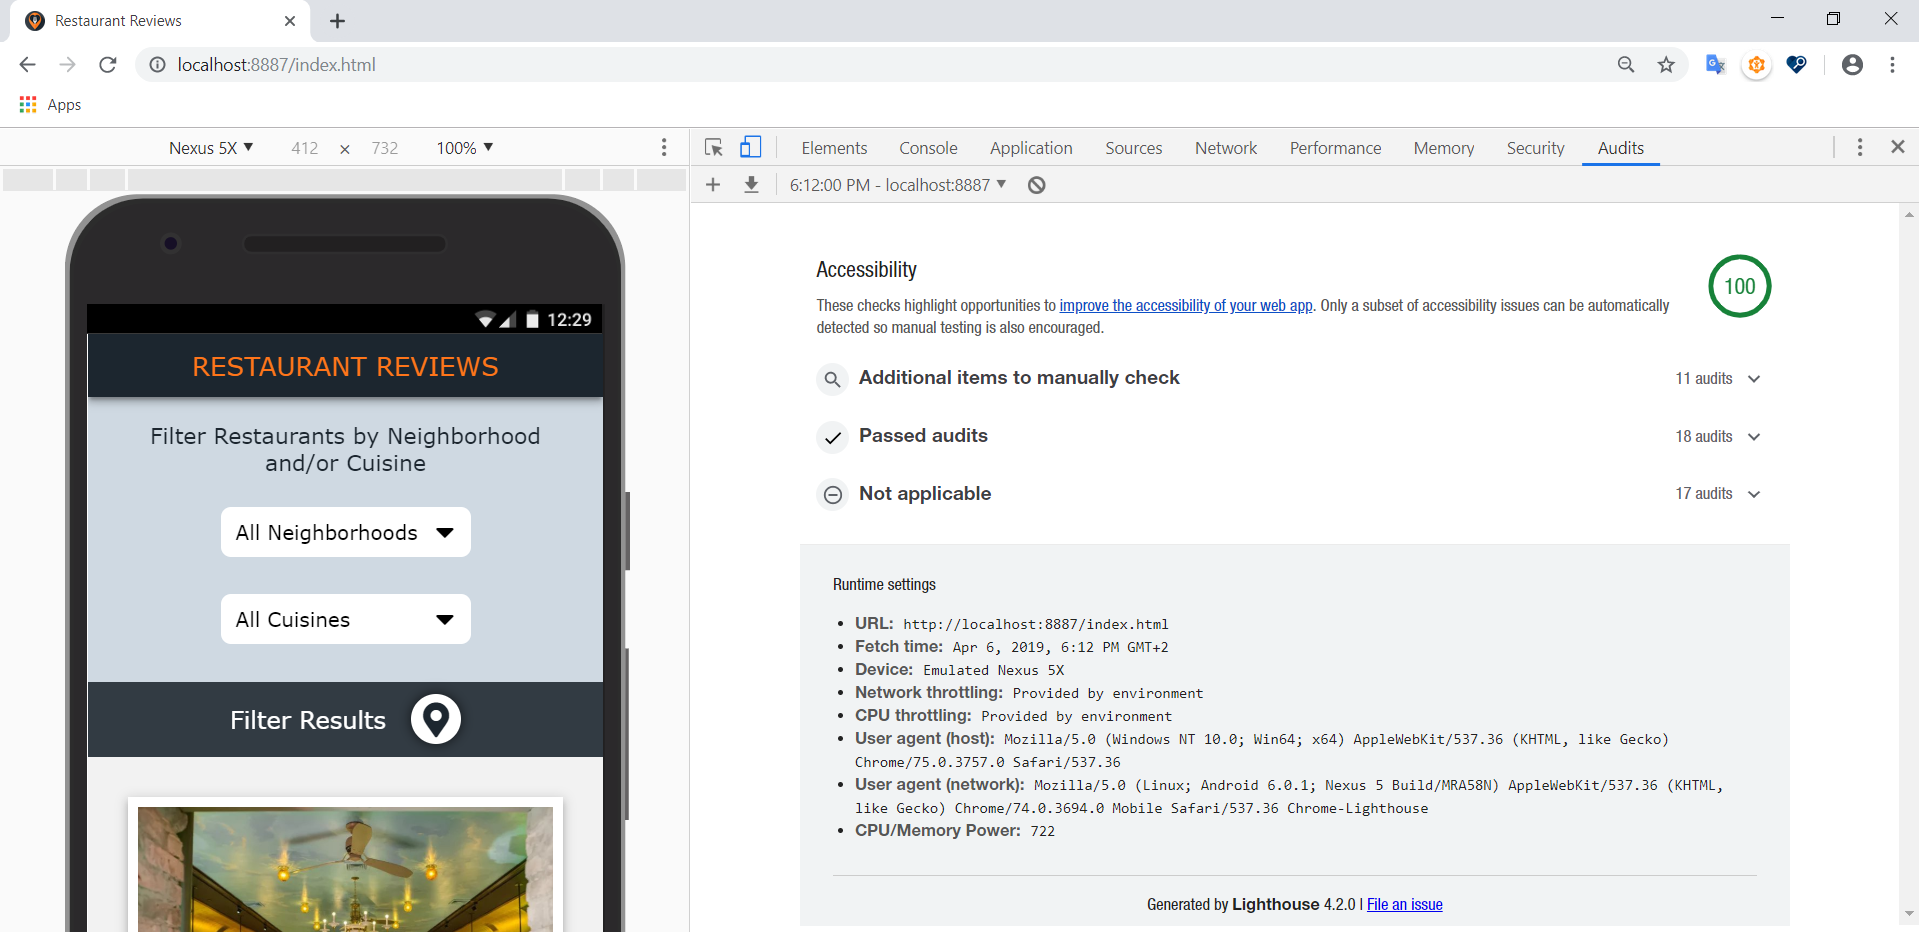 Restaurant Reviews
localhost:8887/index.html
Apps
Nexus 5X 412 × 732 100%
Elements Console Application Sources Network Performance Memory Security Audits
6:12:00 PM - localhost:8887
12:29
RESTAURANT REVIEWS
Filter Restaurants by Neighborhood
and/or Cuisine
All Neighborhoods
All Cuisines
Filter Results
Accessibility
100
These checks highlight opportunities to improve the accessibility of your web app. Only a subset of accessibility issues can be automatically
detected so manual testing is also encouraged.
Additional items to manually check 11 audits
Passed audits 18 audits
Not applicable 17 audits
Runtime settings
URL: http://localhost:8887/index.html
Fetch time: Apr 6, 2019, 6:12 PM GMT+2
Device: Emulated Nexus 5X
Network throttling: Provided by environment
CPU throttling: Provided by environment
User agent (host): Mozilla/5.0 (Windows NT 10.0; Win64; x64) AppleWebKit/537.36 (KHTML, like Gecko)
Chrome/75.0.3757.0 Safari/537.36
User agent (network): Mozilla/5.0 (Linux; Android 6.0.1; Nexus 5 Build/MRA58N) AppleWebKit/537.36 (KHTML,
like Gecko) Chrome/74.0.3694.0 Mobile Safari/537.36 Chrome-Lighthouse
CPU/Memory Power: 722
Generated by Lighthouse 4.2.0 | File an issue